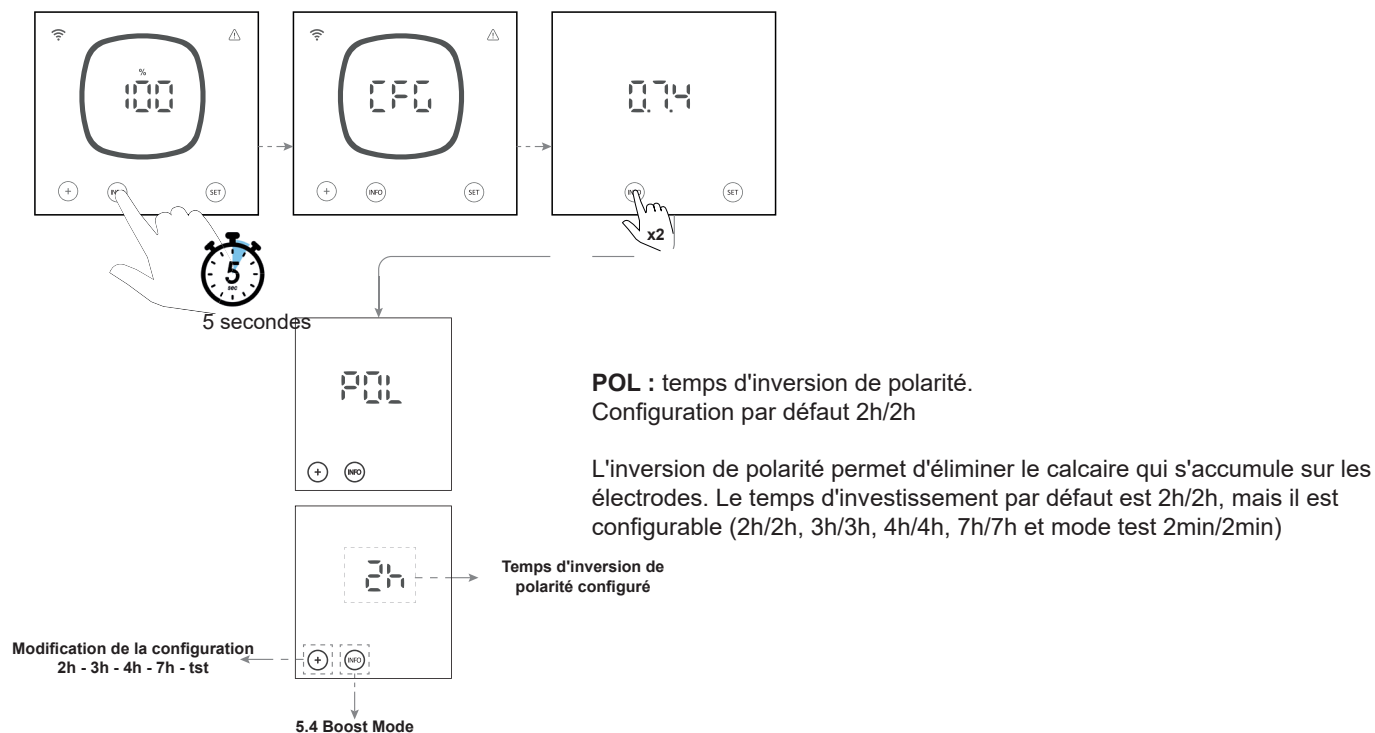 %
100
+
INFO
SET
CFG
+
INFO
SET
0.7.4
INFO
SET
x2
5
sec
5 secondes
POL
+
INFO
POL : temps d'inversion de polarité.
Configuration par défaut 2h/2h
L'inversion de polarité permet d'éliminer le calcaire qui s'accumule sur les
électrodes. Le temps d'investissement par défaut est 2h/2h, mais il est
configurable (2h/2h, 3h/3h, 4h/4h, 7h/7h et mode test 2min/2min)
2h
Temps d'inversion de
polarité configuré
Modification de la configuration
2h - 3h - 4h - 7h - tst
+
INFO
5.4 Boost Mode